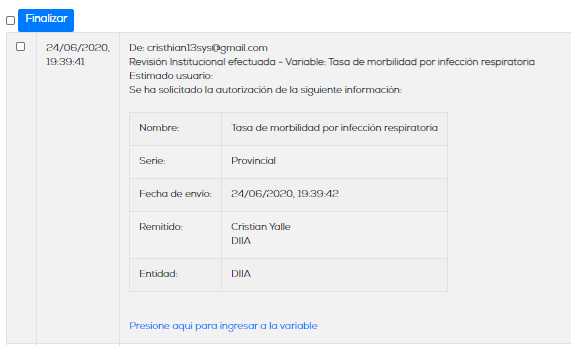 Finalizar
24/06/2020,
19:39:41
De: cristhian13sys@gmail.com
Revisión Institucional efectuada - Variable: Tasa de morbilidad por infección respiratoria
Estimado usuario:
Se ha solicitado la autorización de la siguiente información:
Nombre: Tasa de morbilidad por infección respiratoria
Serie: Provincial
Fecha de envío: 24/06/2020, 19:39:42
Remitido: Cristian Yalle
DIIA
Entidad: DIIA
Presione aqui para ingresar a la variable